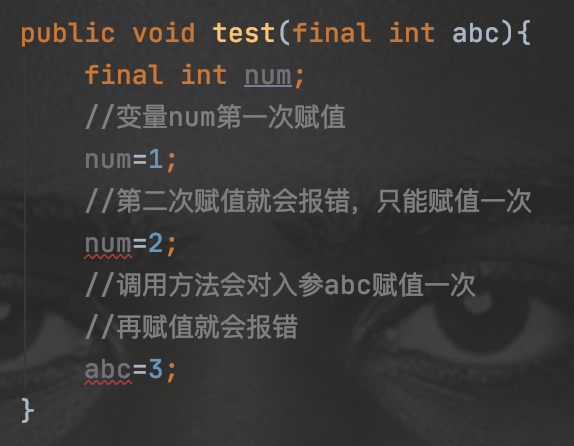 public void test(final int abc){
final int num;
//变量num第一次赋值
num=1;
//第二次赋值就会报错，只能赋值一次
num=2;
//调用方法会对入参abc赋值一次
//再赋值就会报错
abc=3;
}